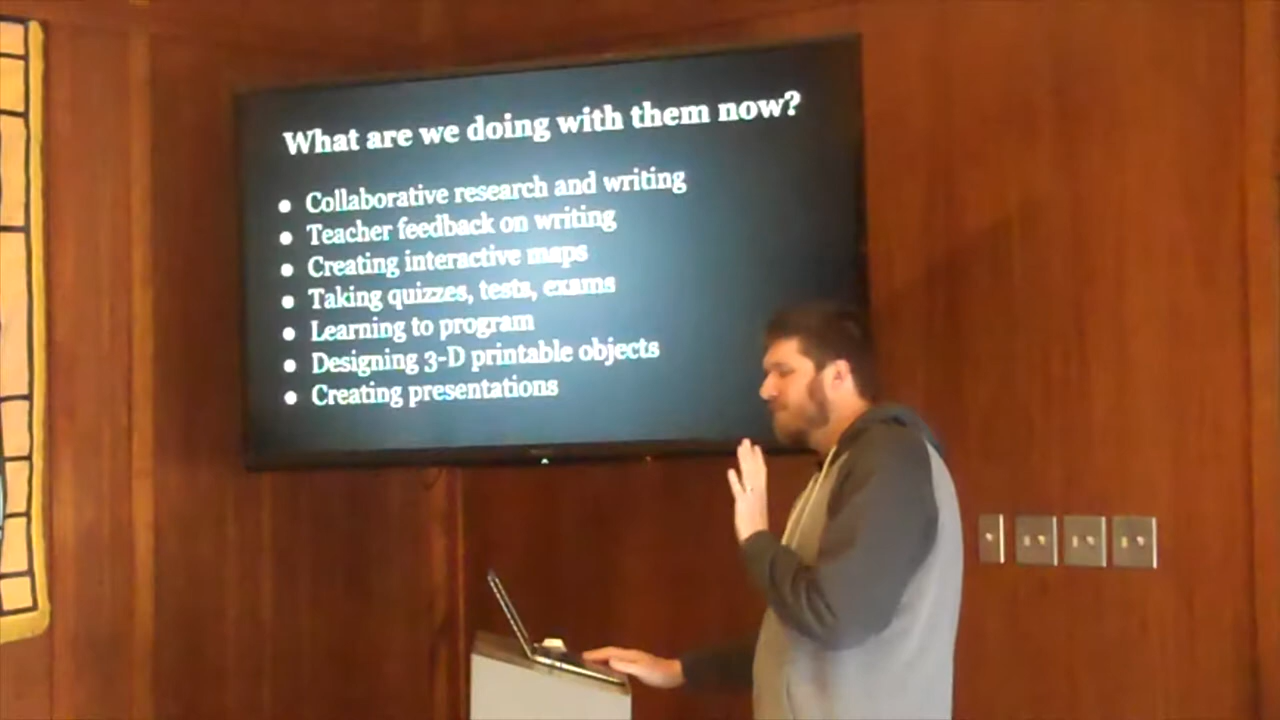 What are we doing with them now?
● Collaborative research and writing
● Teacher feedback on writing
● Creating interactive maps
● Taking quizzes, tests, exams
● Learning to program
● Designing 3-D printable objects
● Creating presentations